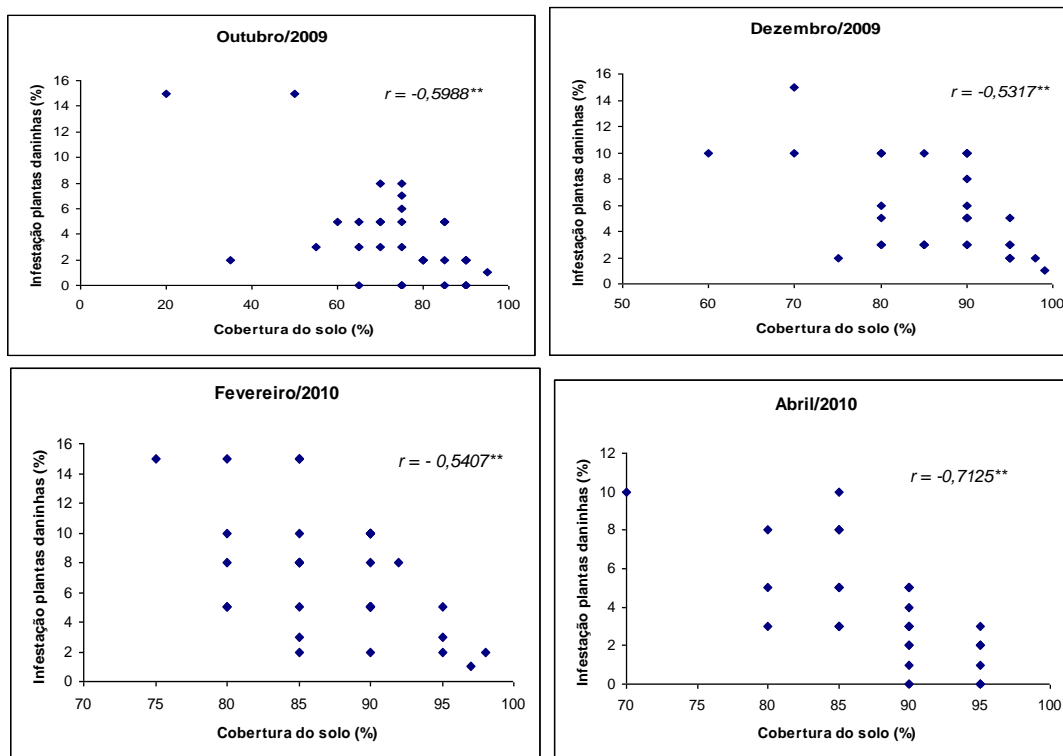 Outubro/2009
r = -0,5988**
Infestação plantas daninhas (%)
16
14
12
10
8
6
4
2
0
0 20 40 60 80 100
Cobertura do solo (%)
Dezembro/2009
r = -0,5317**
Infestação plantas daninhas (%)
16
14
12
10
8
6
4
2
0
50 60 70 80 90 100
Cobertura do solo (%)
Fevereiro/2010
r = - 0,5407**
Infestação plantas daninhas (%)
16
14
12
10
8
6
4
2
0
70 75 80 85 90 95 100
Cobertura do solo (%)
Abril/2010
r = -0,7125**
Infestação plantas daninhas (%)
12
10
8
6
4
2
0
70 75 80 85 90 95 100
Cobertura do solo (%)